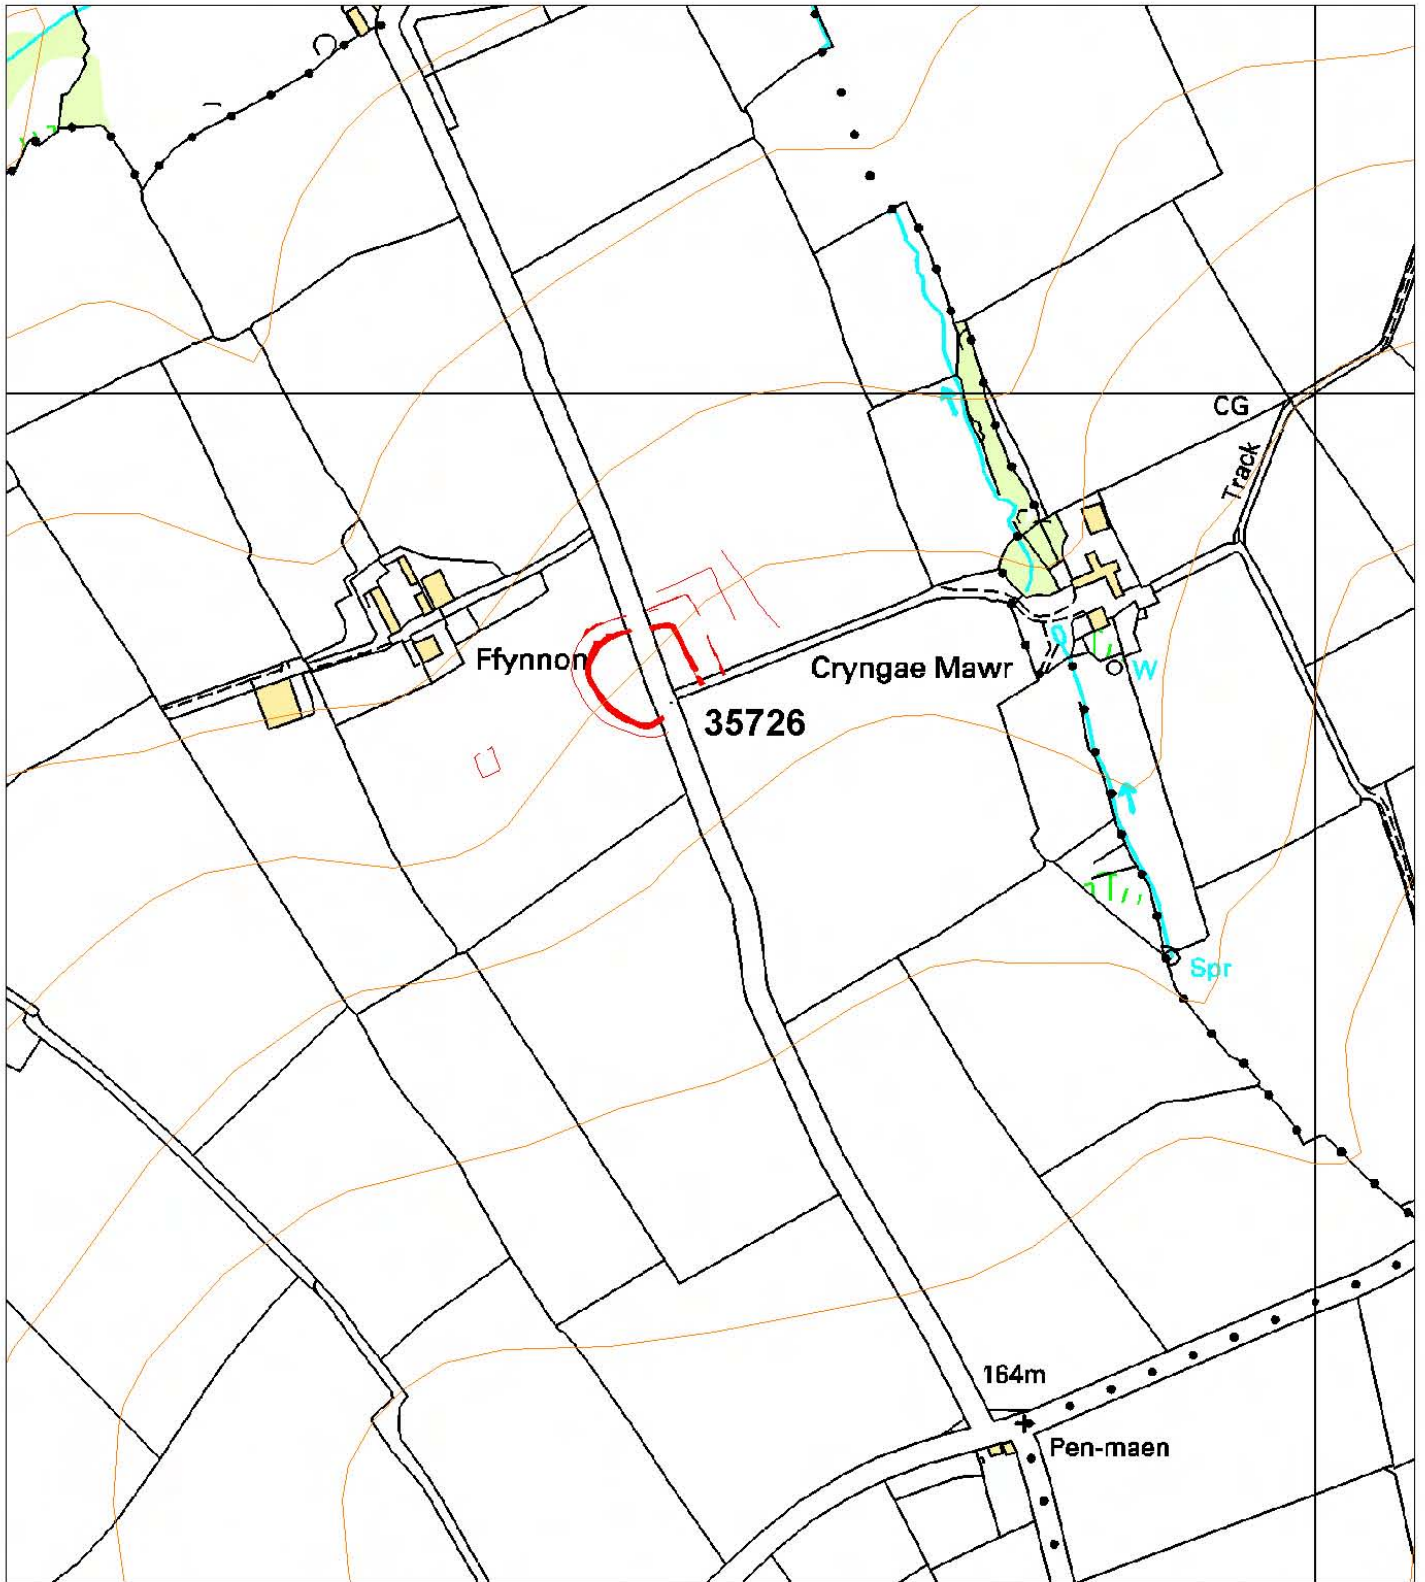 CG
Track
Ffynnon
Cryngae Mawr
W
35726
Spr
164m
Pen-maen